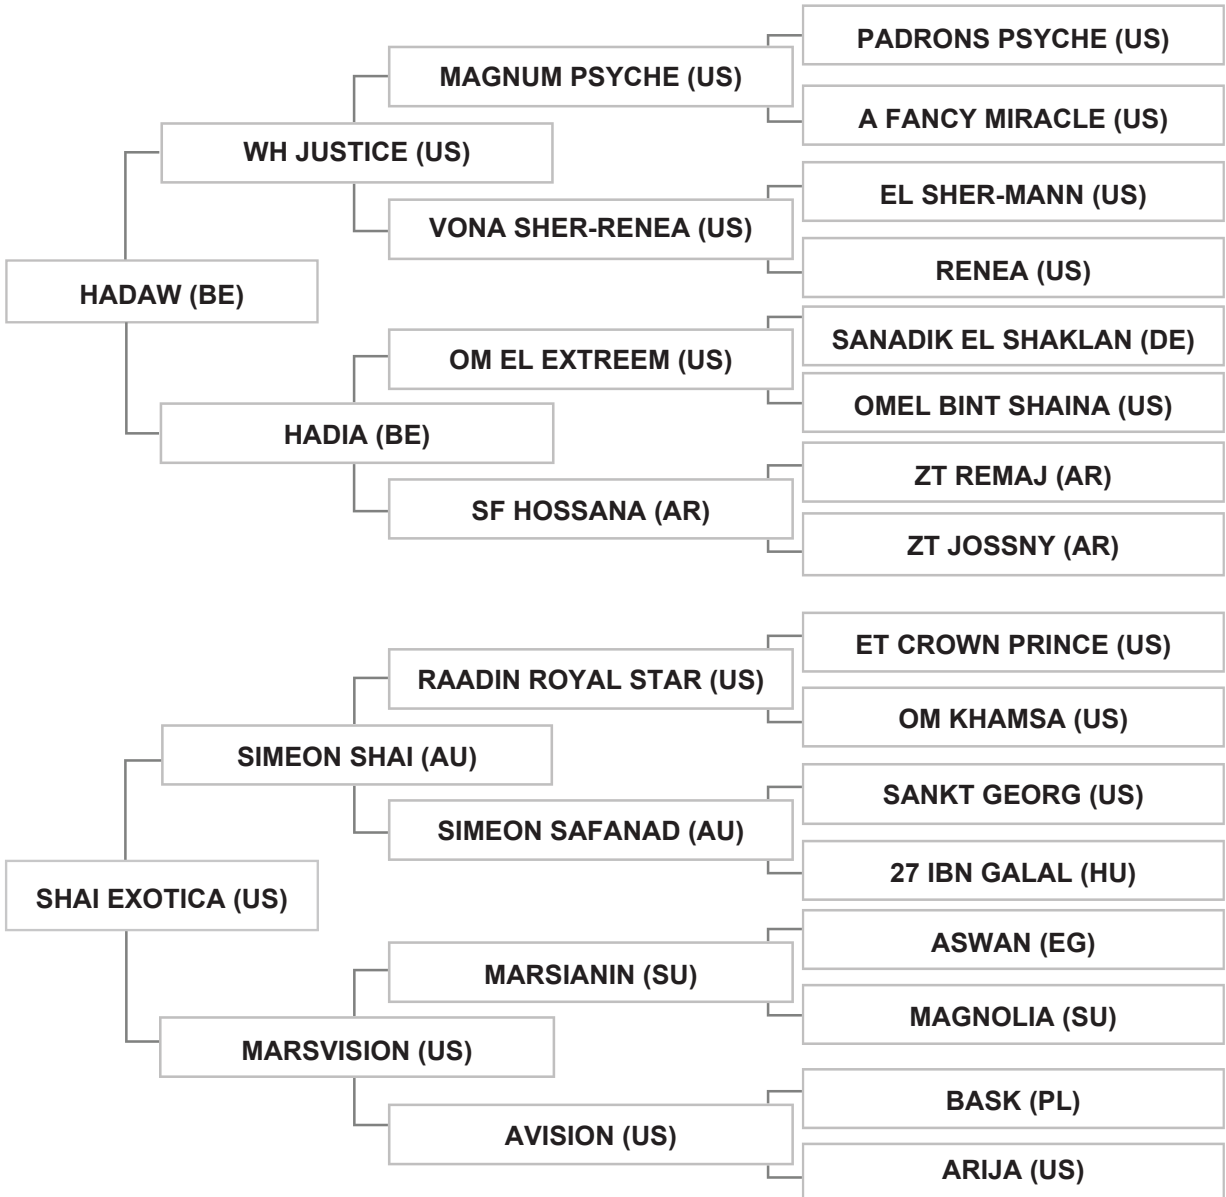 PADRONS PSYCHE (US)
MAGNUM PSYCHE (US)
A FANCY MIRACLE (US)
WH JUSTICE (US)
EL SHER-MANN (US)
VONA SHER-RENEA (US)
RENEA (US)
HADAW (BE)
SANADIK EL SHAKLAN (DE)
OM EL EXTREEM (US)
OMEL BINT SHAINA (US)
HADIA (BE)
ZT REMAJ (AR)
SF HOSSANA (AR)
ZT JOSSNY (AR)
ET CROWN PRINCE (US)
RAADIN ROYAL STAR (US)
OM KHAMSA (US)
SIMEON SHAI (AU)
SANKT GEORG (US)
SIMEON SAFANAD (AU)
27 IBN GALAL (HU)
SHAI EXOTICA (US)
ASWAN (EG)
MARSIANIN (SU)
MAGNOLIA (SU)
MARSVISION (US)
BASK (PL)
AVISION (US)
ARIJA (US)